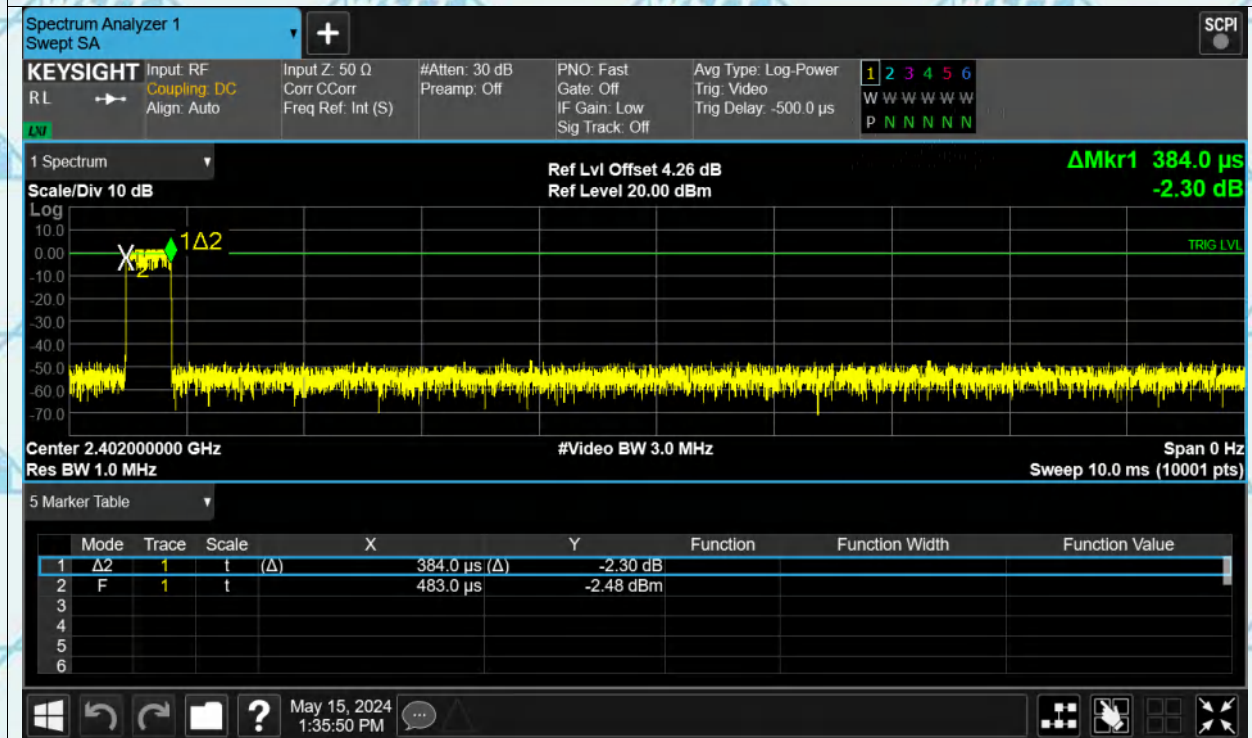 Spectrum Analyzer 1
Swept SA
+
SCPI
KEYSIGHT Input: RF Input Z: 50 Ω #Atten: 30 dB PNO: Fast Avg Type: Log-Power 1 2 3 4 5 6
RL Coupling: DC Corr CCorr Preamp: Off Gate: Off Trig: Video W W W W W W
Align: Auto Freq Ref: Int (S) IF Gain: Low Trig Delay: -500.0 µs P N N N N N
LXI Sig Track: Off
1 Spectrum Ref Lvl Offset 4.26 dB ΔMkr1 384.0 µs
Scale/Div 10 dB Ref Level 20.00 dBm -2.30 dB
Log
10.0
1Δ2
0.00 X TRIG LVL
2
-10.0
-20.0
-30.0
-40.0
-50.0
-60.0
-70.0
Center 2.402000000 GHz #Video BW 3.0 MHz Span 0 Hz
Res BW 1.0 MHz Sweep 10.0 ms (10001 pts)
5 Marker Table
Mode Trace Scale X Y Function Function Width Function Value
1 Δ2 1 t (Δ) 384.0 µs (Δ) -2.30 dB
2 F 1 t 483.0 µs -2.48 dBm
3
4
5
6
? May 15, 2024
1:35:50 PM